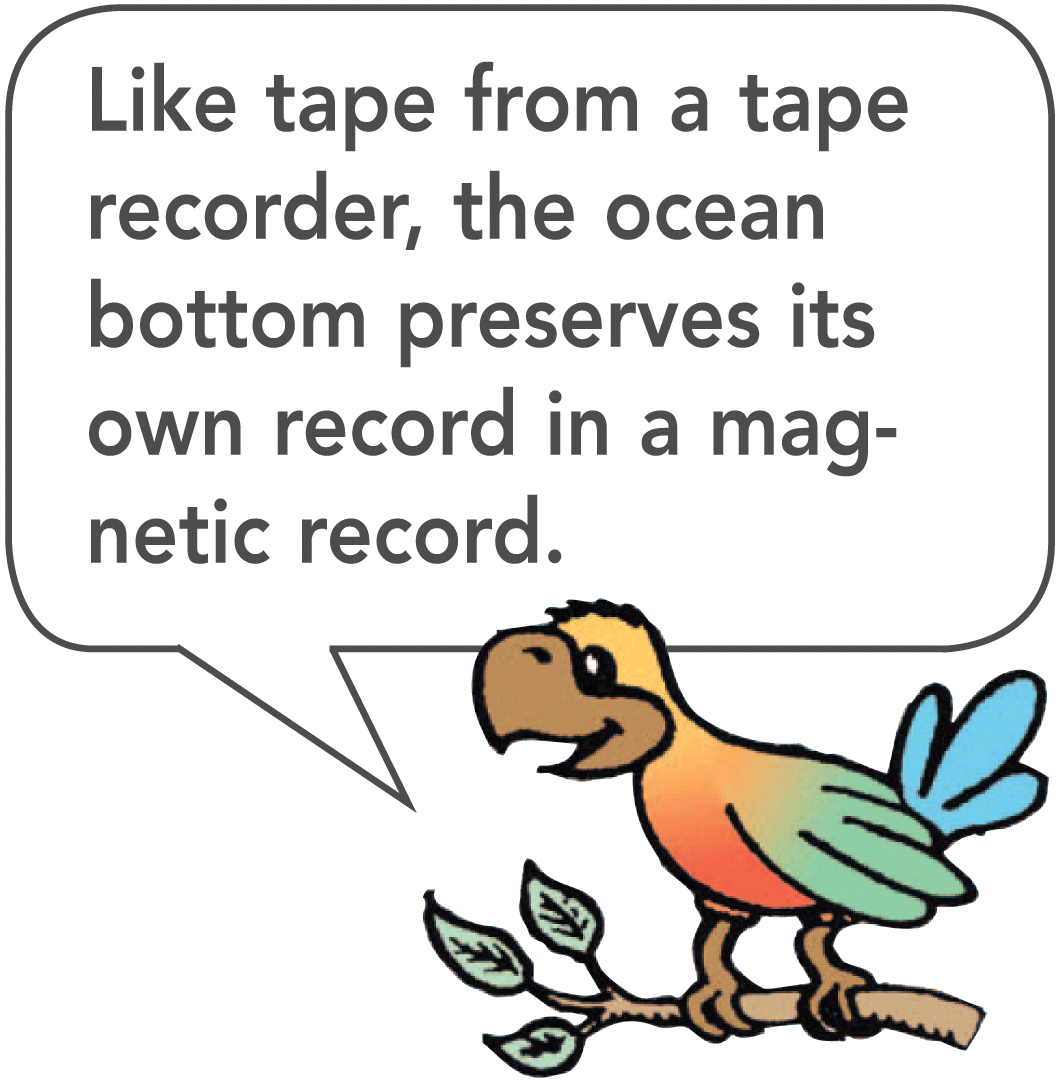 Like tape from a tape
recorder, the ocean
bottom preserves its
own record in a mag-
netic record.